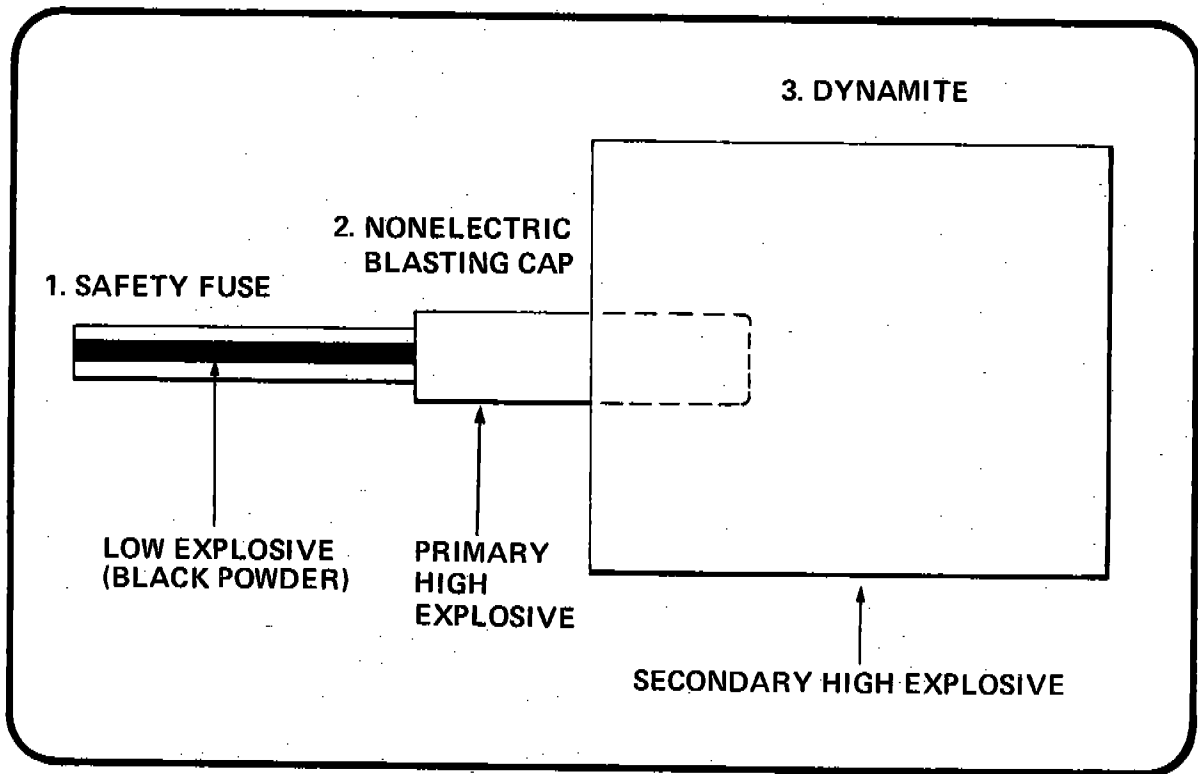 3. DYNAMITE
2. NONELECTRIC
BLASTING CAP
1. SAFETY FUSE
LOW EXPLOSIVE
(BLACK POWDER)
PRIMARY
HIGH
EXPLOSIVE
SECONDARY HIGH EXPLOSIVE